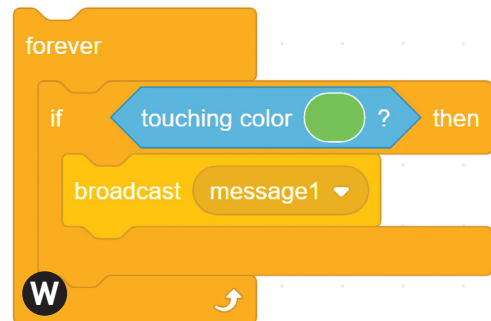 forever
if touching color ? then
broadcast message1
W